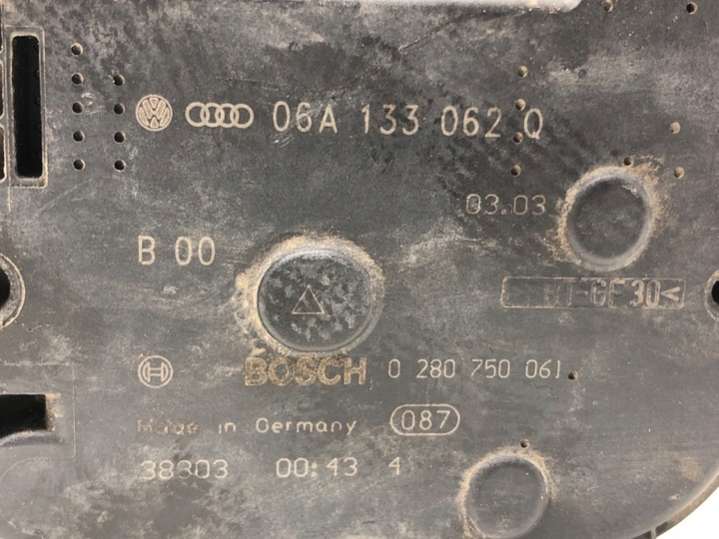 06A 133 062 Q
03.03
B 00
GF30<
BOSCH 0 280 750 061
Made in Germany 087
38803 00:43 4